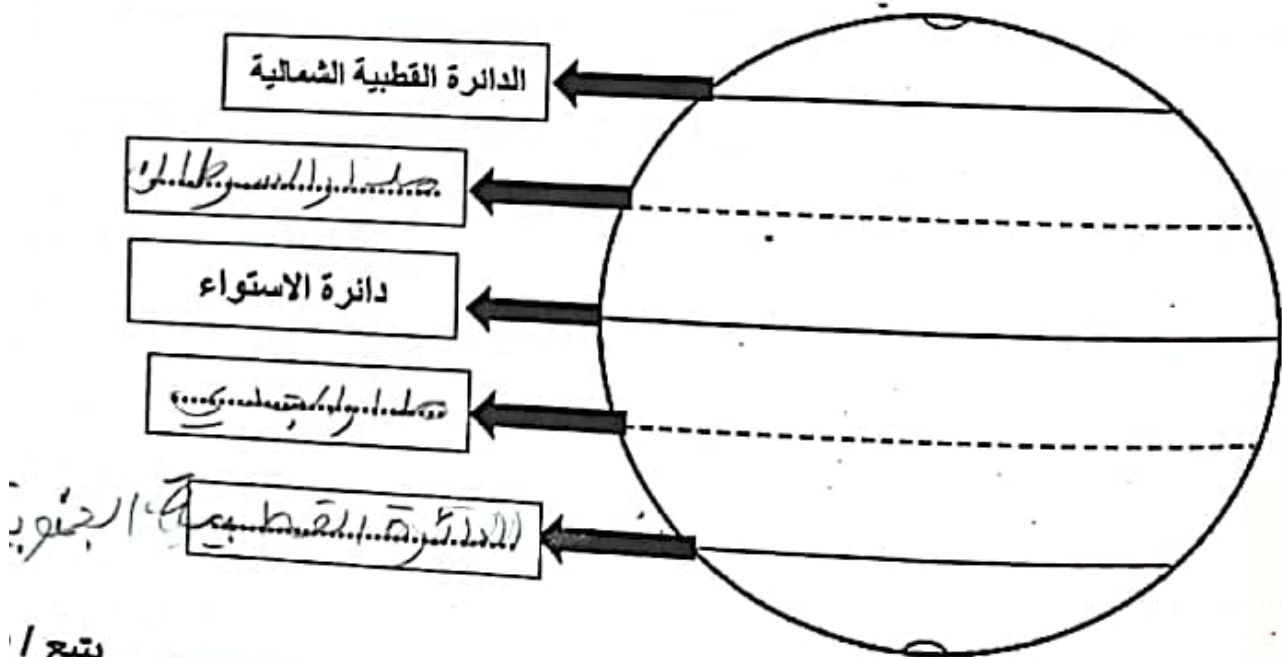 الدائرة القطبية الشمالية
مدار السرطان
دائرة الاستواء
مدار الجدي
الدائرة القطبية الجنوبية
يتبع /